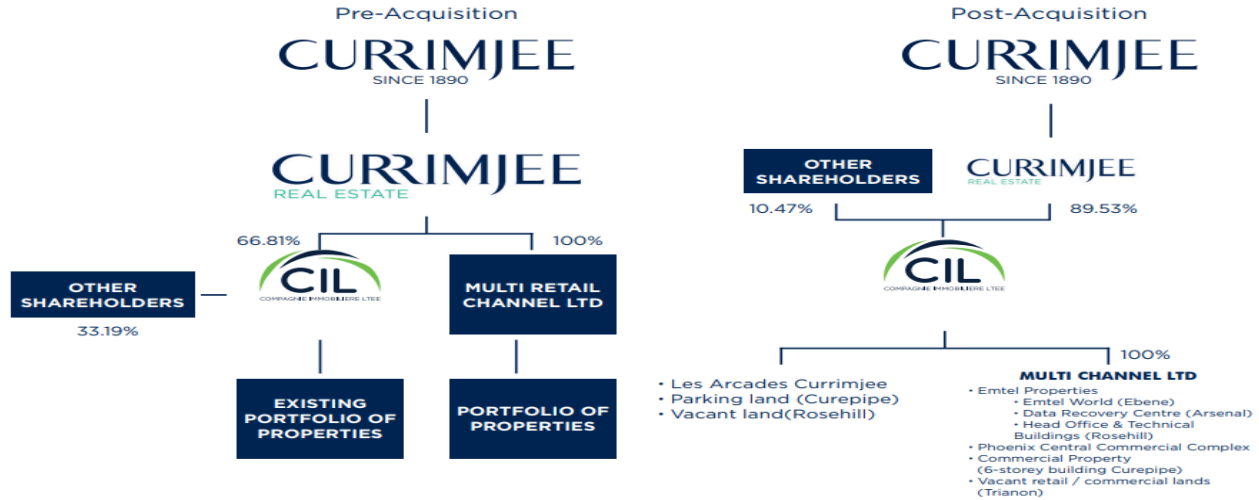 Pre-Acquisition
CURRIMJEE
SINCE 1890
CURRIMJEE
REAL ESTATE
66.81%
100%
CIL
COMPAGNIE IMMOBILIERE LTEE
OTHER
SHAREHOLDERS
33.19%
MULTI RETAIL
CHANNEL LTD
EXISTING
PORTFOLIO OF
PROPERTIES
PORTFOLIO OF
PROPERTIES
Post-Acquisition
CURRIMJEE
SINCE 1890
OTHER
SHAREHOLDERS
10.47%
CURRIMJEE
REAL ESTATE
89.53%
CIL
COMPAGNIE IMMOBILIERE LTEE
• Les Arcades Currimjee
• Parking land (Curepipe)
• Vacant land(Rosehill)
100%
MULTI CHANNEL LTD
• Emtel Properties
• Emtel World (Ebene)
• Data Recovery Centre (Arsenal)
• Head Office & Technical
Buildings (Rosehill)
• Phoenix Central Commercial Complex
• Commercial Property
(6-storey building Curepipe)
• Vacant retail / commercial lands
(Trianon)